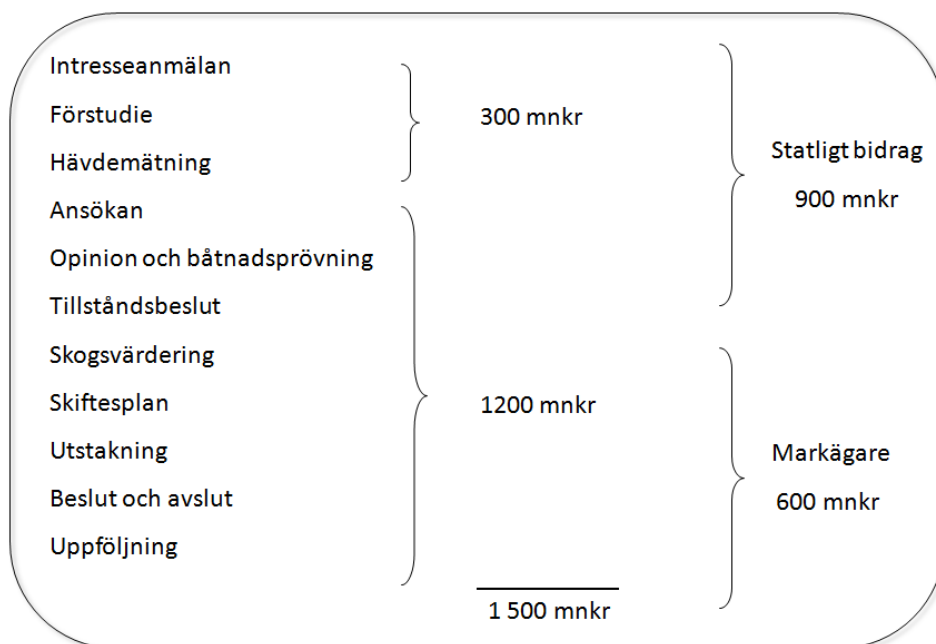 Intresseanmälan
Förstudie
Hävdemätning
Ansökan
Opinion och båtnadsprövning
Tillståndsbeslut
Skogsvärdering
Skiftesplan
Utstakning
Beslut och avslut
Uppföljning
300 mnkr
1200 mnkr
1 500 mnkr
Statligt bidrag
900 mnkr
Markägare
600 mnkr